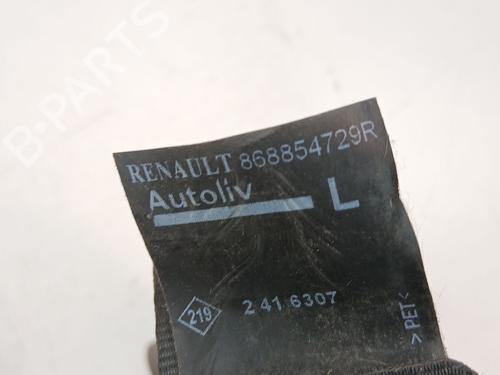 B-PARTS
RENAULT 868854729R
Autoliv
L
219
2 41 6307
>PET<